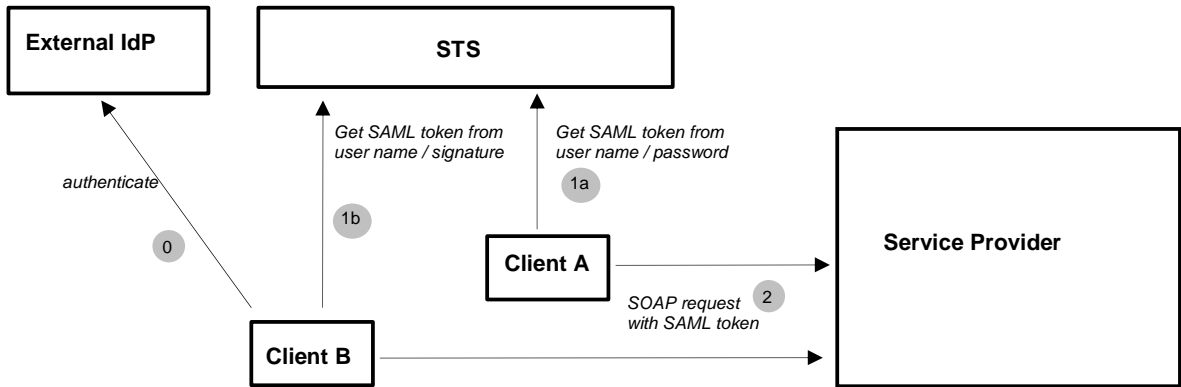 External IdP
STS
Get SAML token from
user name / signature
Get SAML token from
user name / password
authenticate
1a
1b
0
Service Provider
Client A
2
SOAP request
with SAML token
Client B